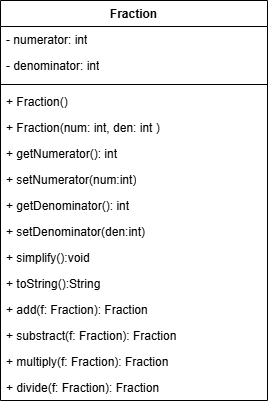 Fraction
- numerator: int
- denominator: int
+ Fraction()
+ Fraction(num: int, den: int )
+ getNumerator(): int
+ setNumerator(num:int)
+ getDenominator(): int
+ setDenominator(den:int)
+ simplify():void
+ toString():String
+ add(f: Fraction): Fraction
+ substract(f: Fraction): Fraction
+ multiply(f: Fraction): Fraction
+ divide(f: Fraction): Fraction